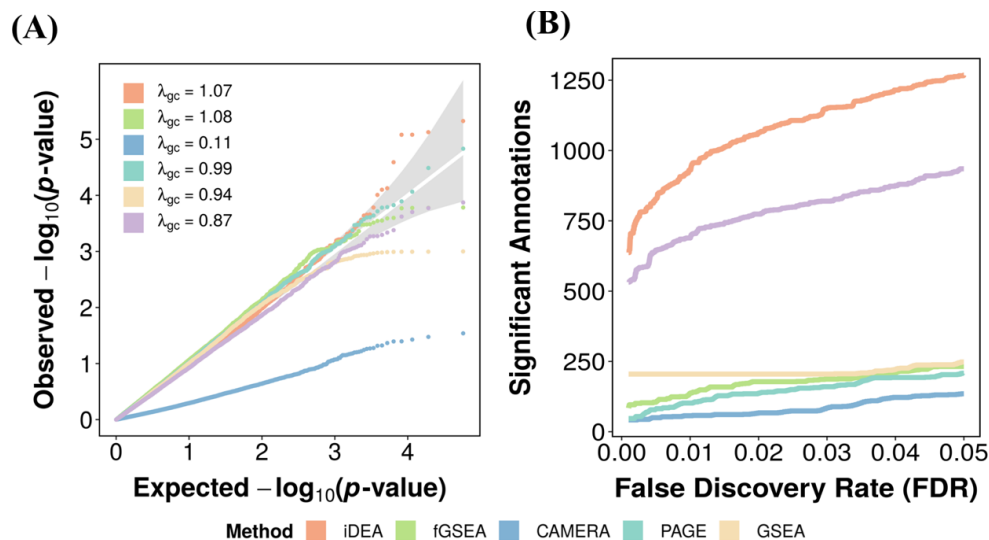 (A)
λgc = 1.07
λgc = 1.08
λgc = 0.11
λgc = 0.99
λgc = 0.94
λgc = 0.87
5
4
3
2
1
0
0 1 2 3 4
Observed −log10(p-value)
Expected −log10(p-value)
(B)
1250
1000
750
500
250
0
0.00 0.01 0.02 0.03 0.04 0.05
Significant Annotations
False Discovery Rate (FDR)
Method iDEA fGSEA CAMERA PAGE GSEA